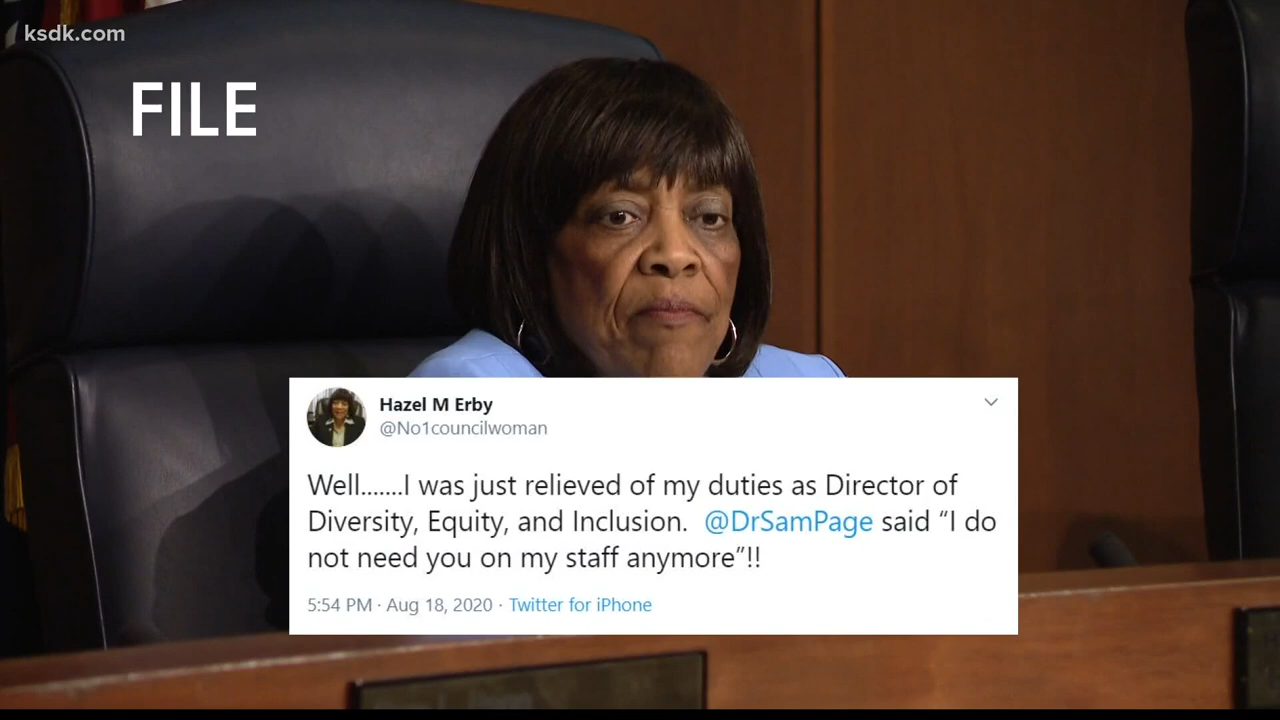 ksdk.com
FILE
Hazel M Erby
@No1councilwoman
Well.......I was just relieved of my duties as Director of
Diversity, Equity, and Inclusion. @DrSamPage said “I do
not need you on my staff anymore”!!
5:54 PM · Aug 18, 2020 · Twitter for iPhone